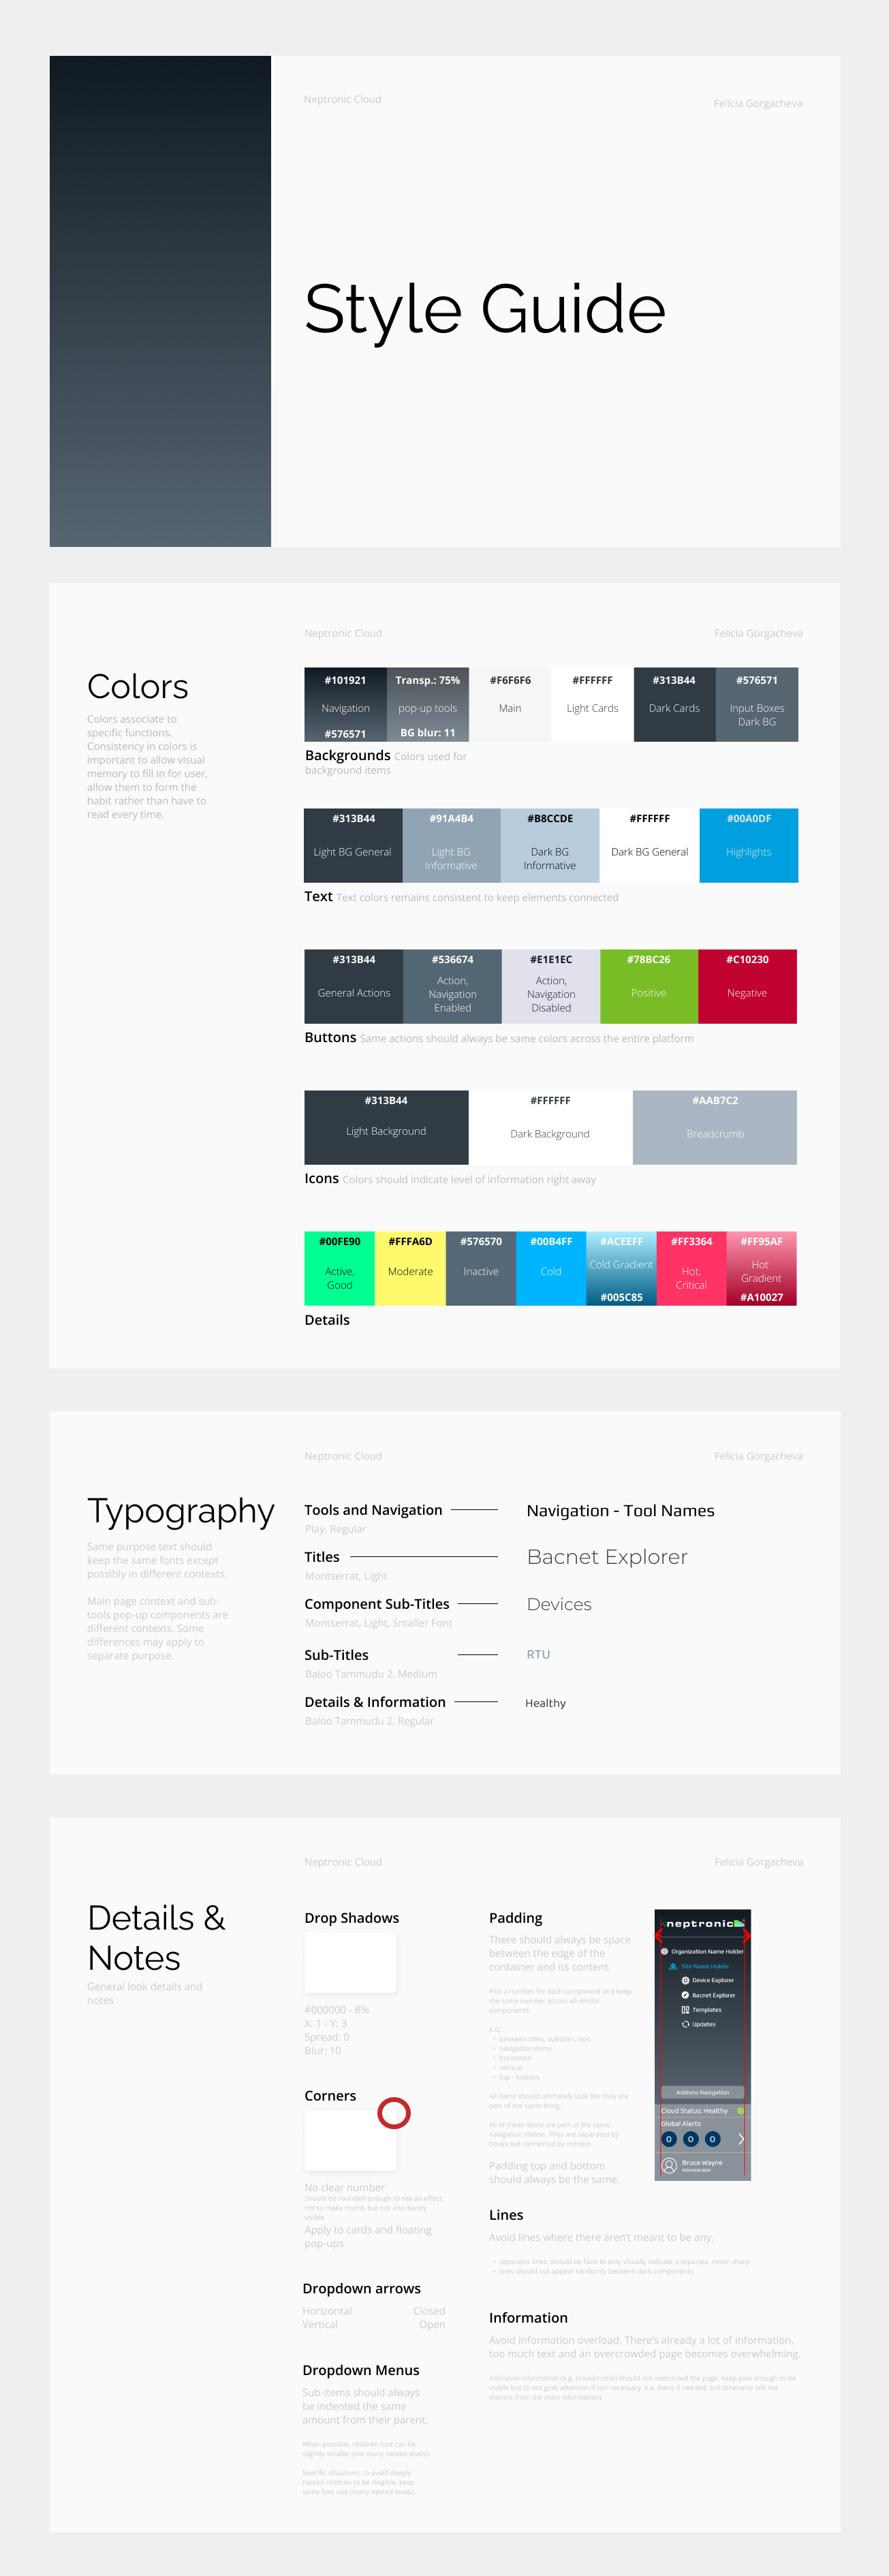 Neptronic Cloud
Felicia Gorgacheva
Style Guide
Neptronic Cloud
Felicia Gorgacheva
Colors
Colors associate to
specific functions.
Consistency in colors is
important to allow visual
memory to fill in for user,
allow them to form the
habit rather than have to
read every time.
#101921
Navigation
#576571
Transp.: 75%
pop-up tools
BG blur: 11
#F6F6F6
Main
#FFFFFF
Light Cards
#313B44
Dark Cards
#576571
Input Boxes
Dark BG
Backgrounds Colors used for
background items
#313B44
Light BG General
#91A4B4
Light BG
Informative
#B8CCDE
Dark BG
Informative
#FFFFFF
Dark BG General
#00A0DF
Highlights
Text Text colors remains consistent to keep elements connected
#313B44
General Actions
#536674
Action,
Navigation
Enabled
#E1E1EC
Action,
Navigation
Disabled
#78BC26
Positive
#C10230
Negative
Buttons Same actions should always be same colors across the entire platform
#313B44
Light Background
#FFFFFF
Dark Background
#AAB7C2
Breadcrumb
Icons Colors should indicate level of information right away
#00FE90
Active,
Good
#FFFA6D
Moderate
#576570
Inactive
#00B4FF
Cold
#ACEEFF
Cold Gradient
#005C85
#FF3364
Hot,
Critical
#FF95AF
Hot
Gradient
#A10027
Details
Neptronic Cloud
Felicia Gorgacheva
Typography
Same purpose text should
keep the same fonts except
possibly in different contexts.
Main page context and sub-
tools pop-up components are
different contexts. Some
differences may apply to
separate purpose.
Tools and Navigation
Play, Regular
Navigation - Tool Names
Titles
Montserrat, Light
Bacnet Explorer
Component Sub-Titles
Montserrat, Light, Smaller Font
Devices
Sub-Titles
Baloo Tammudu 2, Medium
RTU
Details & Information
Baloo Tammudu 2, Regular
Healthy
Neptronic Cloud
Felicia Gorgacheva
Details &
Notes
General look details and
notes
Drop Shadows
#000000 - 8%
X: 1 - Y: 3
Spread: 0
Blur: 10
Corners
No clear number
Should be rounded enough to see an effect,
not to make round, but not also barely
visible
Apply to cards and floating
pop-ups
Dropdown arrows
Horizontal
Closed
Vertical
Open
Dropdown Menus
Sub-items should always
be indented the same
amount from their parent.
When possible, children font can be
slightly smaller (not many nested levels).
Specific situations, to avoid deeply
nested children to be illegible, keep
same font size (many nested levels).
Padding
There should always be space
between the edge of the
container and its content.
Pick a number for each component and keep
the same number across all similar
components.
E.G.:
• between titles, subtitles, text
• navigation items
• horizontal
• vertical
• top - bottom
All items should ultimately look like they are
part of the same thing.
All of these items are part of the same
navigation ribbon. They are separated by
boxes but connected by context.
Padding top and bottom
should always be the same.
neptronic
Organization Name Holder
Site Name Holder
Device Explorer
Bacnet Explorer
Templates
Updates
Address Navigation
Cloud Status: Healthy
Global Alerts
0 0 0
Bruce Wayne
Administrator
Lines
Avoid lines where there aren't meant to be any.
• separator lines, should be faint to only visually indicate a separate, never sharp
• lines should not appear randomly between dark components
Information
Avoid information overload. There's already a lot of information,
too much text and an overcrowded page becomes overwhelming.
Indicative information (e.g. breadcrumb) should not overcrowd the page, keep pale enough to be
visible but to not grab attention if not necessary. (i.e. there if needed, but otherwise will not
distract from the main information)